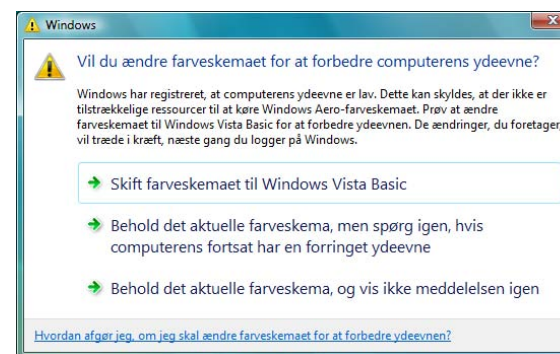 Windows
Vil du ændre farveskemaet for at forbedre computerens ydeevne?
Windows har registreret, at computerens ydeevne er lav. Dette kan skyldes, at der ikke er
tilstrækkelige ressourcer til at køre Windows Aero-farveskemaet. Prøv at ændre
farveskemaet til Windows Vista Basic for at forbedre ydeevnen. De ændringer, du foretager,
vil træde i kræft, næste gang du logger på Windows.
Skift farveskemaet til Windows Vista Basic
Behold det aktuelle farveskema, men spørg igen, hvis
computerens fortsat har en forringet ydeevne
Behold det aktuelle farveskema, og vis ikke meddelelsen igen
Hvordan afgør jeg, om jeg skal ændre farveskemaet for at forbedre ydeevnen?